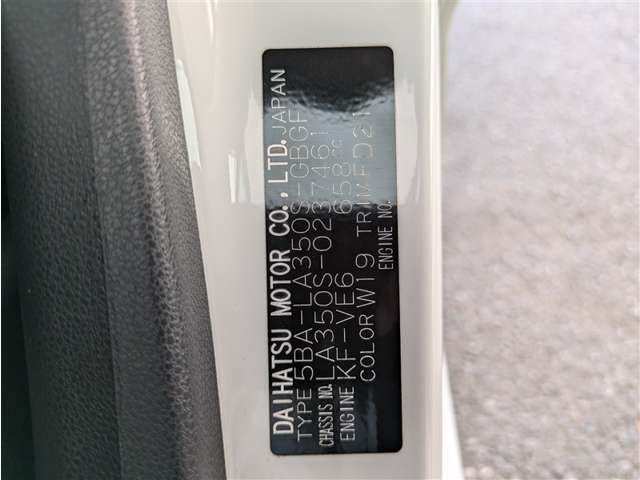 DAIHATSU MOTOR CO., LTD. JAPAN
TYPE 5BA-LA350S-GBGF
CHASSIS NO. LA350S-0237461
ENGINE KF-VE6 658cc
COLOR W19 TRIM FD21
ENGINE NO.